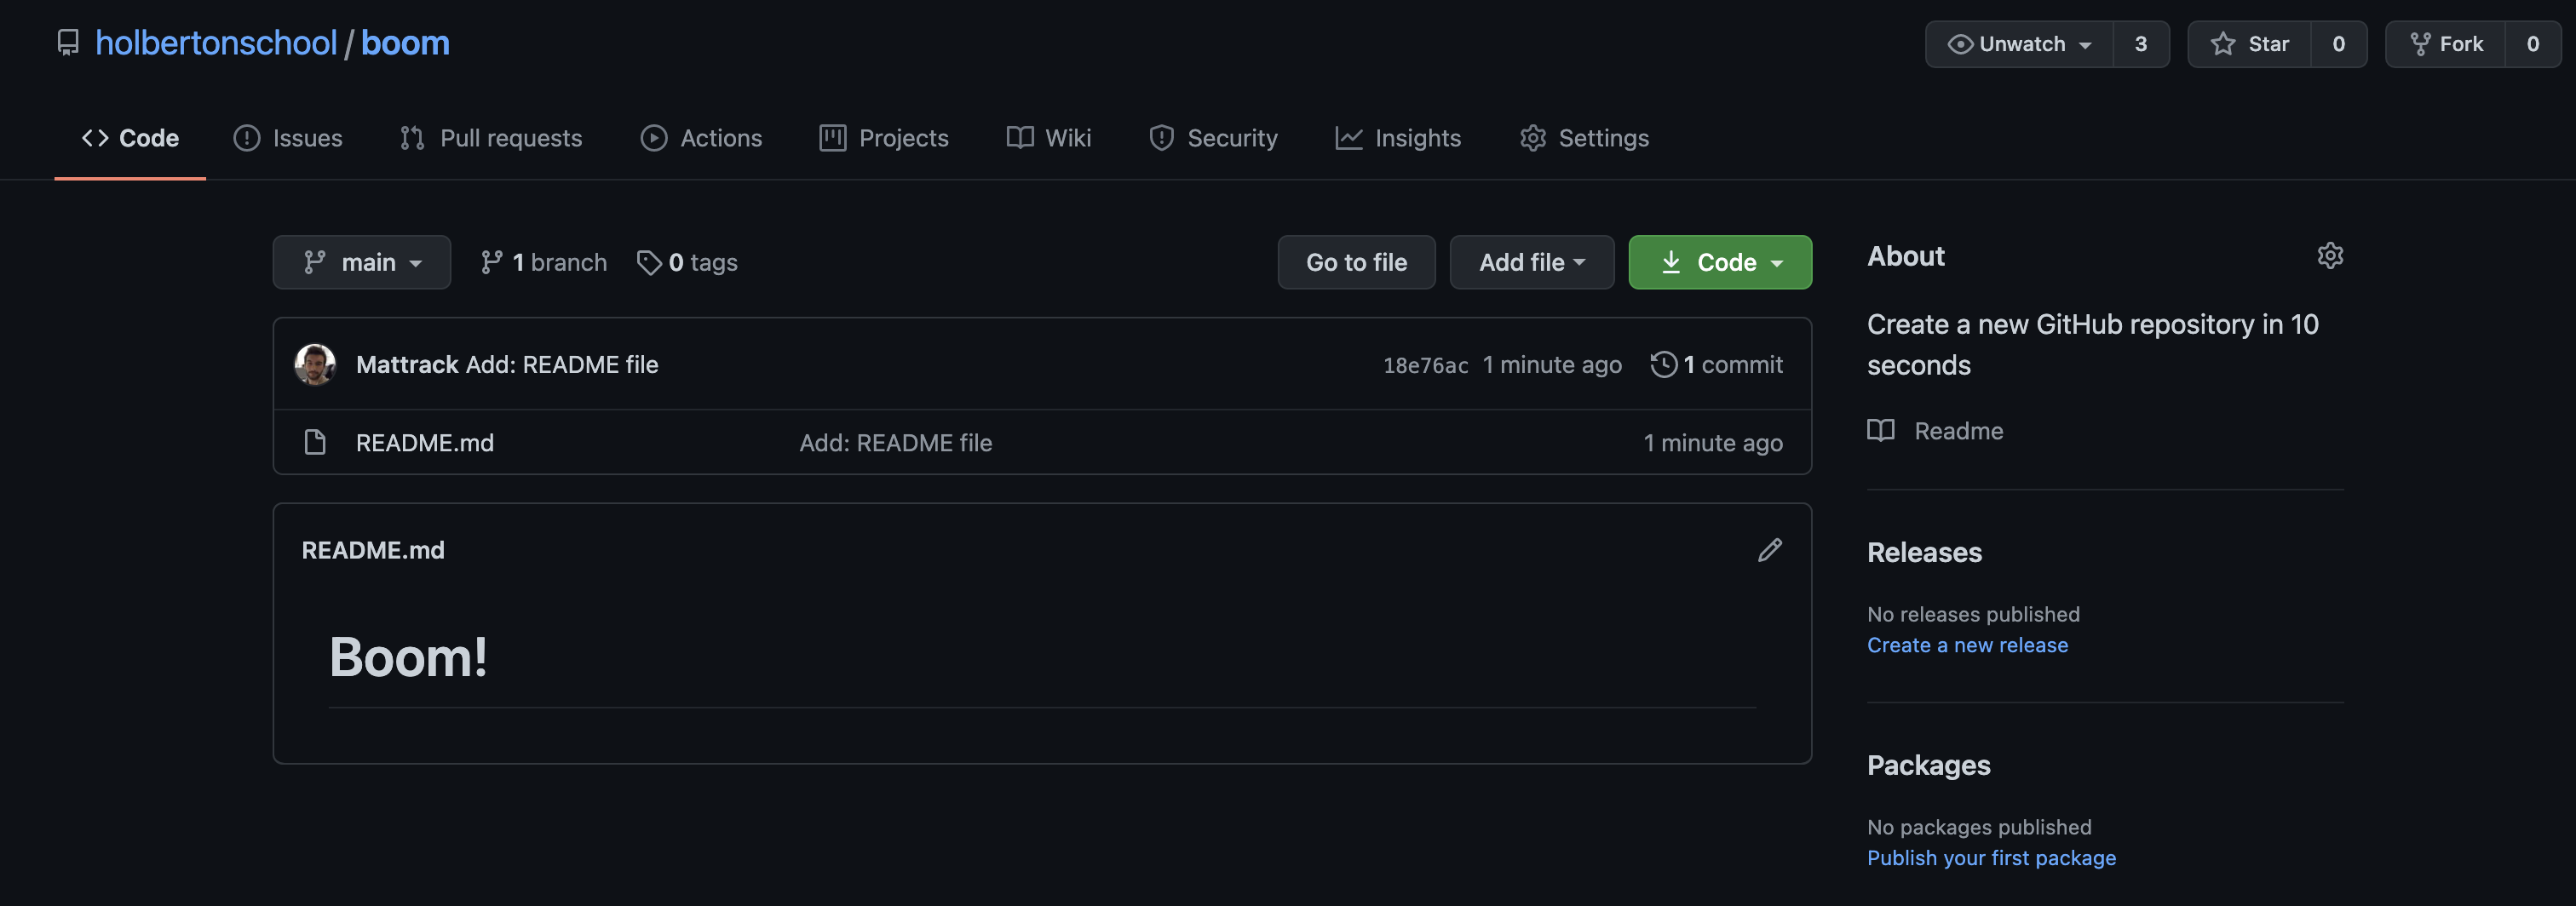 holbertonschool / boom
Unwatch 3 Star 0 Fork 0
Code Issues Pull requests Actions Projects Wiki Security Insights Settings
main 1 branch 0 tags Go to file Add file Code
Mattrack Add: README file 18e76ac 1 minute ago 1 commit
README.md Add: README file 1 minute ago
README.md
Boom!
About
Create a new GitHub repository in 10
seconds
Readme
Releases
No releases published
Create a new release
Packages
No packages published
Publish your first package